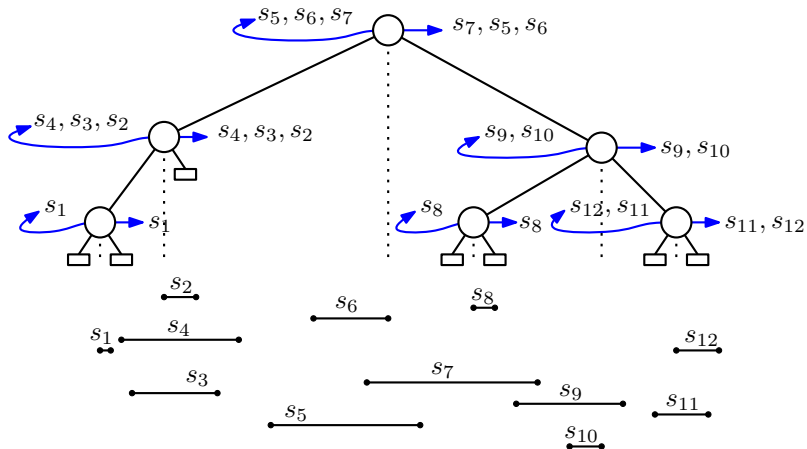 s5, s6, s7
s7, s5, s6
s4, s3, s2
s4, s3, s2
s9, s10
s9, s10
s1
s1
s8
s8
s12, s11
s11, s12
s2
s6
s8
s1
s4
s12
s3
s7
s9
s5
s11
s10